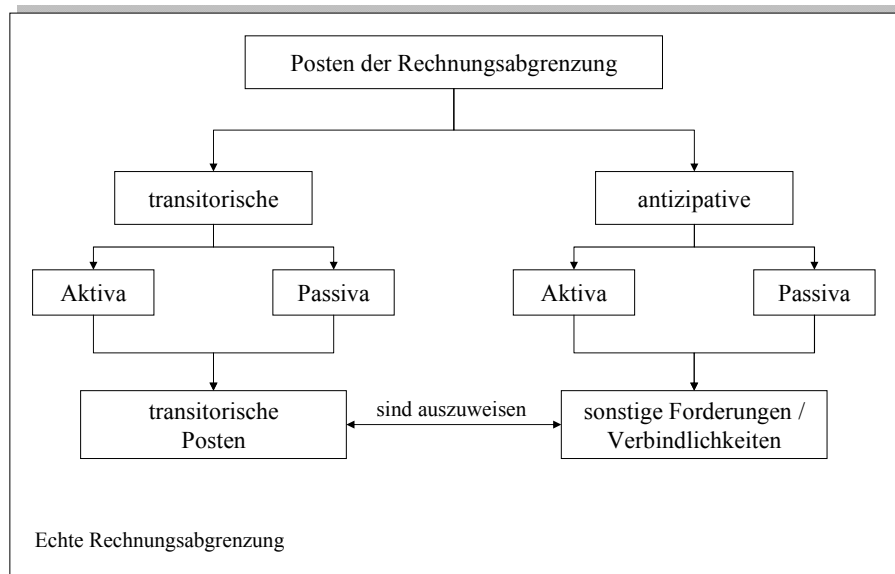 Posten der Rechnungsabgrenzung
transitorische
antizipative
Aktiva
Passiva
Aktiva
Passiva
transitorische
Posten
sind auszuweisen
sonstige Forderungen /
Verbindlichkeiten
Echte Rechnungsabgrenzung